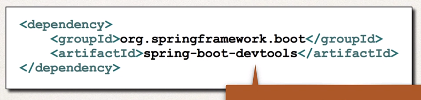 <dependency>
    <groupId>org.springframework.boot</groupId>
    <artifactId>spring-boot-devtools</artifactId>
</dependency>